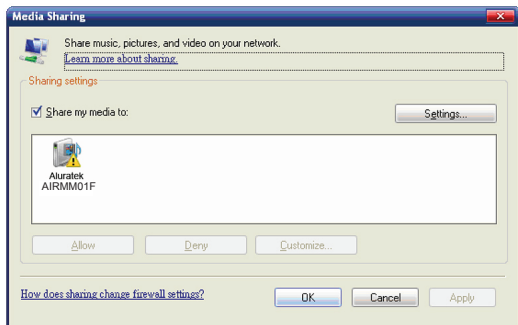 Media Sharing
Share music, pictures, and video on your network.
Learn more about sharing.
Sharing settings
Share my media to:
Settings...
Aluratek
AIRMM01F
Allow
Deny
Customize...
How does sharing change firewall settings?
OK
Cancel
Apply